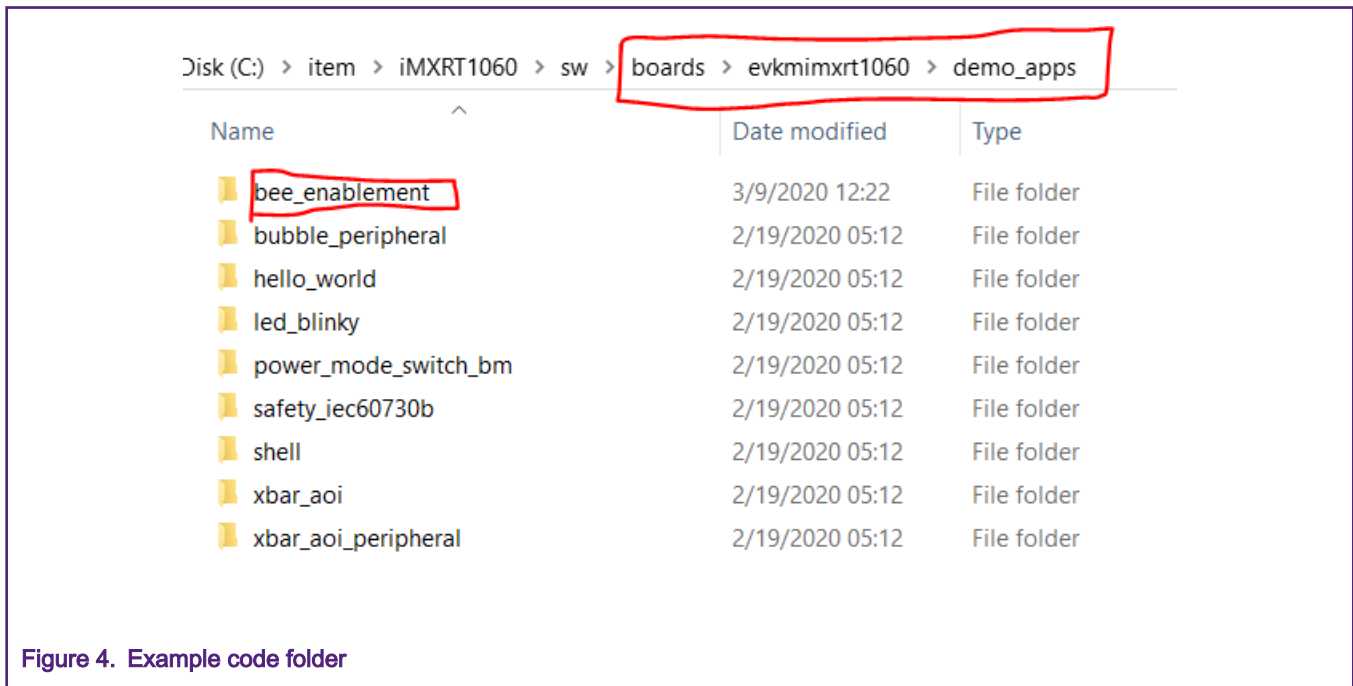 Disk (C:) > item > iMXRT1060 > sw > boards > evkmimxrt1060 > demo_apps
Name Date modified Type
bee_enablement 3/9/2020 12:22 File folder
bubble_peripheral 2/19/2020 05:12 File folder
hello_world 2/19/2020 05:12 File folder
led_blinky 2/19/2020 05:12 File folder
power_mode_switch_bm 2/19/2020 05:12 File folder
safety_iec60730b 2/19/2020 05:12 File folder
shell 2/19/2020 05:12 File folder
xbar_aoi 2/19/2020 05:12 File folder
xbar_aoi_peripheral 2/19/2020 05:12 File folder
Figure 4. Example code folder